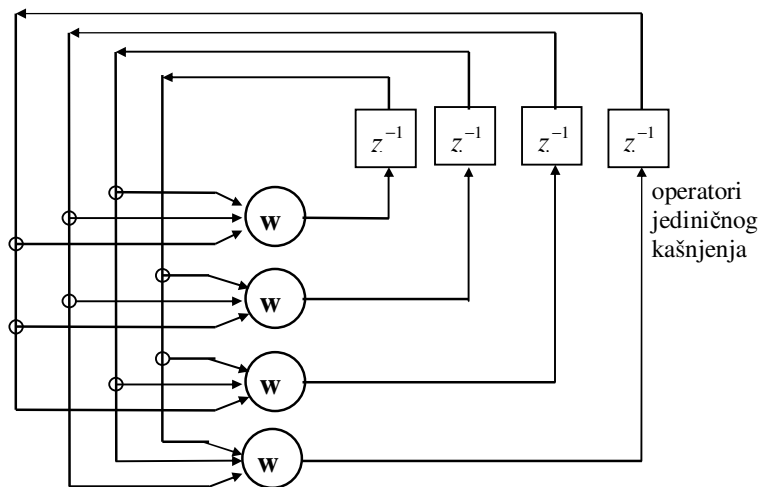 z⁻¹ z⁻¹ z⁻¹ z⁻¹
operatori
jediničnog
kašnjenja
w
w
w
w